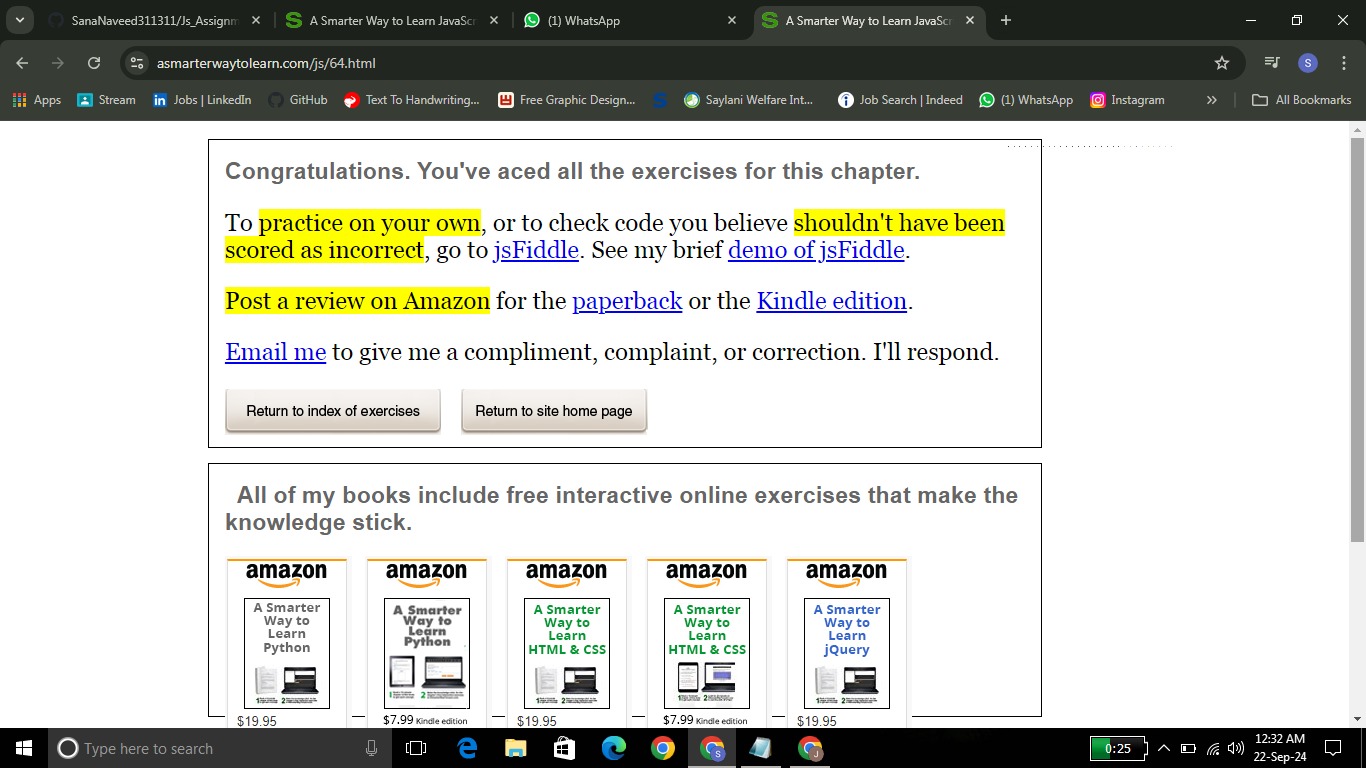 SanaNaveed311311/Js_Assignm
A Smarter Way to Learn JavaScr
(1) WhatsApp
A Smarter Way to Learn JavaScr
asmarterwaytolearn.com/js/64.html
S
Apps
Stream
Jobs | LinkedIn
GitHub
Text To Handwriting...
Free Graphic Design...
Saylani Welfare Int...
Job Search | Indeed
(1) WhatsApp
Instagram
All Bookmarks
Congratulations. You've aced all the exercises for this chapter.
To practice on your own, or to check code you believe shouldn't have been
scored as incorrect, go to jsFiddle. See my brief demo of jsFiddle.
Post a review on Amazon for the paperback or the Kindle edition.
Email me to give me a compliment, complaint, or correction. I'll respond.
Return to index of exercises
Return to site home page
All of my books include free interactive online exercises that make the
knowledge stick.
amazon
A Smarter
Way to
Learn
Python
$19.95
amazon
A Smarter
Way to
Learn
Python
$7.99 Kindle edition
amazon
A Smarter
Way to
Learn
HTML & CSS
$19.95
amazon
A Smarter
Way to
Learn
HTML & CSS
$7.99 Kindle edition
amazon
A Smarter
Way to
Learn
jQuery
$19.95
Type here to search
0:25
12:32 AM
22-Sep-24